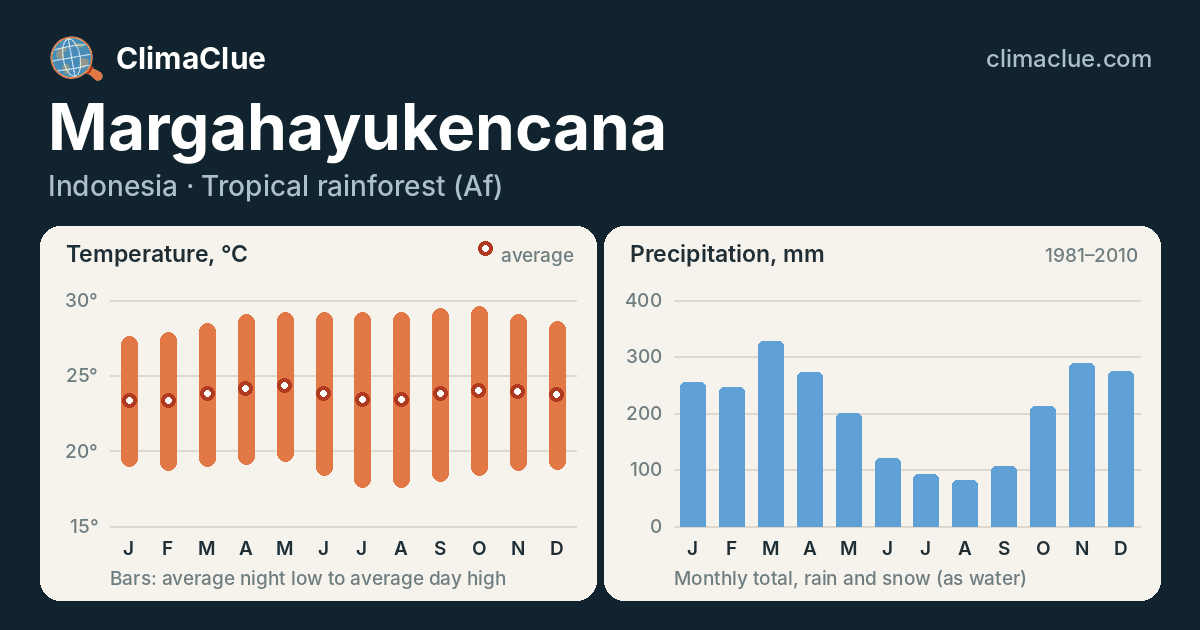 ClimaClue
climaclue.com
Margahayukencana
Indonesia · Tropical rainforest (Af)
Temperature, °C
average
30°
25°
20°
15°
J F M A M J J A S O N D
Bars: average night low to average day high
Precipitation, mm
1981–2010
400
300
200
100
0
J F M A M J J A S O N D
Monthly total, rain and snow (as water)